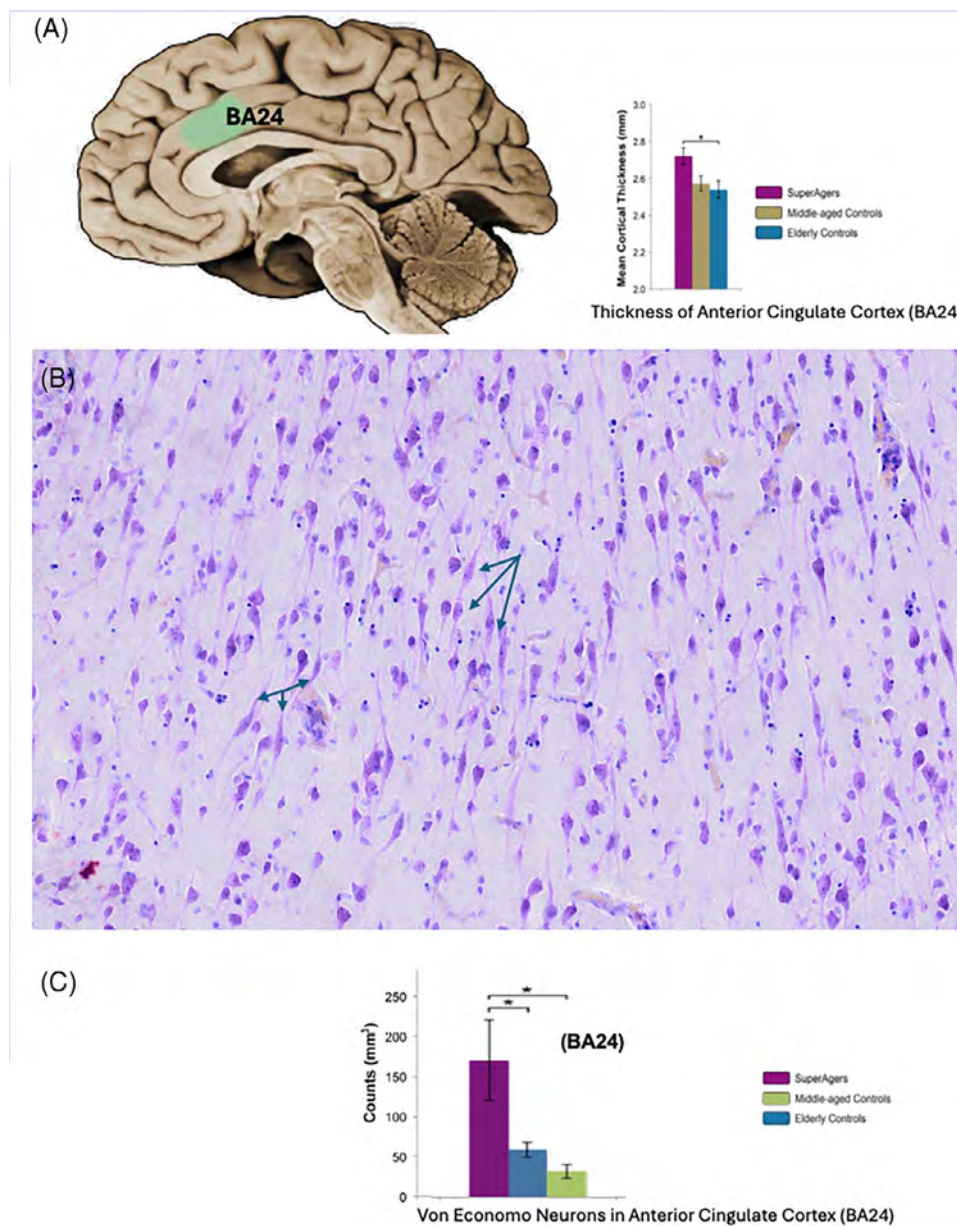 (A)
BA24
Mean Cortical Thickness (mm)
3.0
2.8
2.6
2.4
2.2
2.0
*
SuperAgers
Middle-aged Controls
Elderly Controls
Thickness of Anterior Cingulate Cortex (BA24
(B)
(C)
Counts (mm³)
250
200
150
100
50
0
*
*
(BA24)
SuperAgers
Middle-aged Controls
Elderly Controls
Von Economo Neurons in Anterior Cingulate Cortex (BA24)